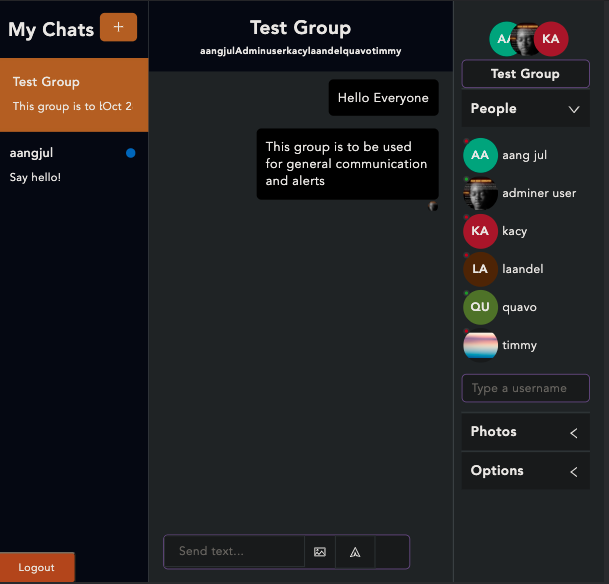 My Chats +
Test Group
This group is to bOct 2
aangjul
Say hello!
Logout
Test Group
aangjulAdminuserkacylaandelquavotimmy
Hello Everyone
This group is to be used
for general communication
and alerts
Send text...
AA KA
Test Group
People
AA aang jul
adminer user
KA kacy
LA laandel
QU quavo
timmy
Type a username
Photos
Options